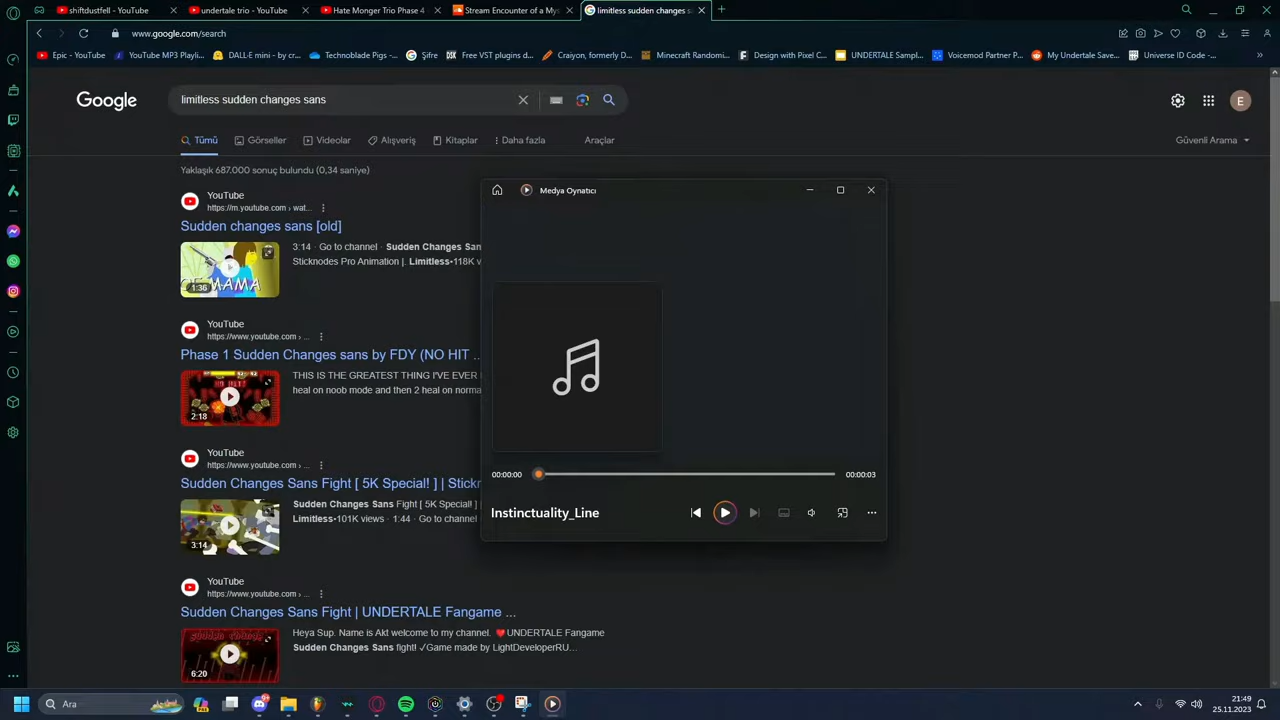 shiftdustfell - YouTube
undertale trio - YouTube
Hate Monger Trio Phase 4
Stream Encounter of a Mys
limitless sudden changes s
www.google.com/search
Epic - YouTube
YouTube MP3 Playli...
DALL·E mini - by cr...
Technoblade Pigs -...
Şifre
Free VST plugins d...
Craiyon, formerly D...
Minecraft Randomi...
Design with Pixel C...
UNDERTALE Sampl...
Voicemod Partner P...
My Undertale Save...
Universe ID Code -...
Google
limitless sudden changes sans
E
Tümü
Görseller
Videolar
Alışveriş
Kitaplar
Daha fazla
Araçlar
Güvenli Arama
Yaklaşık 687.000 sonuç bulundu (0,34 saniye)
YouTube
https://m.youtube.com › wat...
Sudden changes sans [old]
1:36
3:14 · Go to channel · Sudden Changes San
Sticknodes Pro Animation |. Limitless•118K v
YouTube
https://www.youtube.com › ...
Phase 1 Sudden Changes sans by FDY (NO HIT ...
2:18
THIS IS THE GREATEST THING I'VE EVER
heal on noob mode and then 2 heal on norma
YouTube
https://www.youtube.com › ...
Sudden Changes Sans Fight [ 5K Special! ] | Stickn
3:14
Sudden Changes Sans Fight [ 5K Special! ] |
Limitless•101K views · 1:44 · Go to channel
YouTube
https://www.youtube.com › ...
Sudden Changes Sans Fight | UNDERTALE Fangame ...
6:20
Heya Sup. Name is Akt welcome to my channel. ❤️UNDERTALE Fangame
Sudden Changes Sans fight! ✓Game made by LightDeveloperRU...
Medya Oynatıcı
00:00:00
00:00:03
Instinctuality_Line
Ara
21:49
25.11.2023